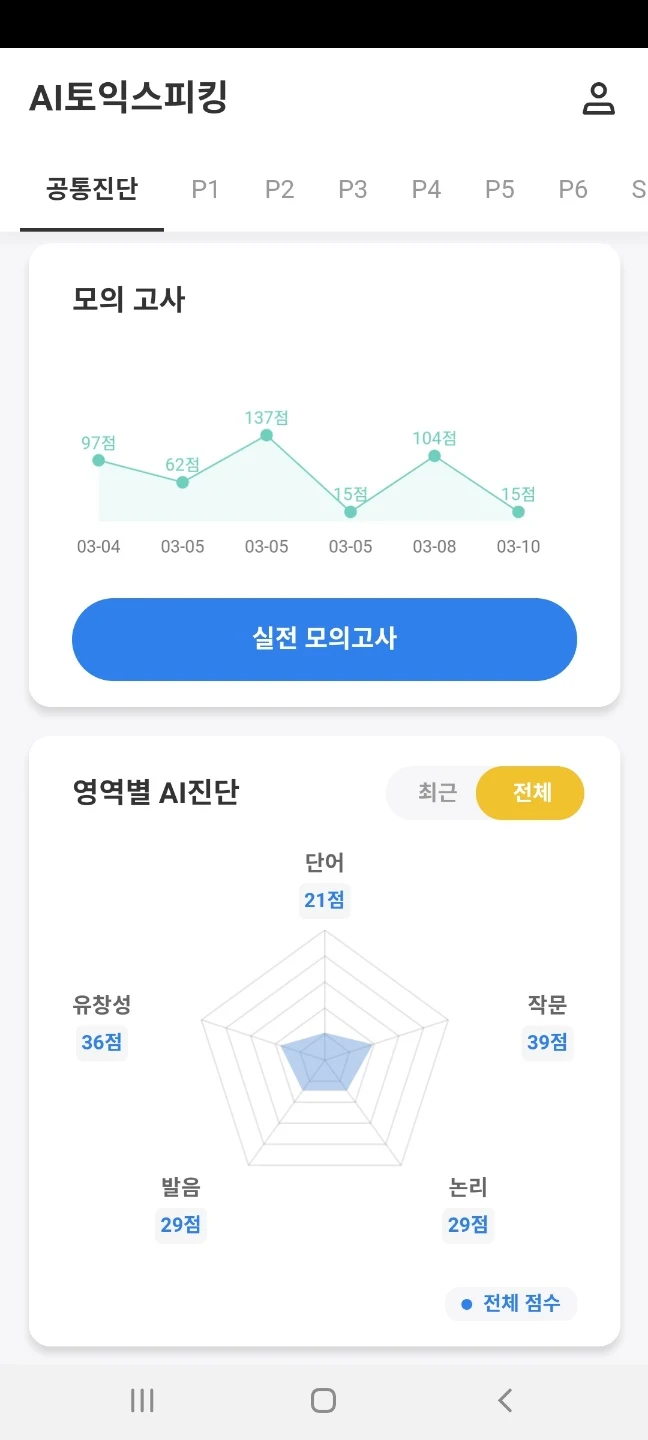 AI토익스피킹
공통진단 P1 P2 P3 P4 P5 P6 S
모의 고사
97점 62점 137점 15점 104점 15점
03-04 03-05 03-05 03-05 03-08 03-10
실전 모의고사
영역별 AI진단
최근 전체
단어
21점
유창성
36점
작문
39점
발음
29점
논리
29점
전체 점수